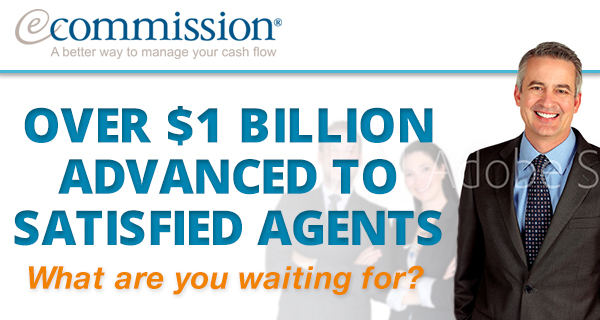 ecommission®
A better way to manage your cash flow
OVER $1 BILLION
ADVANCED TO
SATISFIED AGENTS
What are you waiting for?
Adobe S